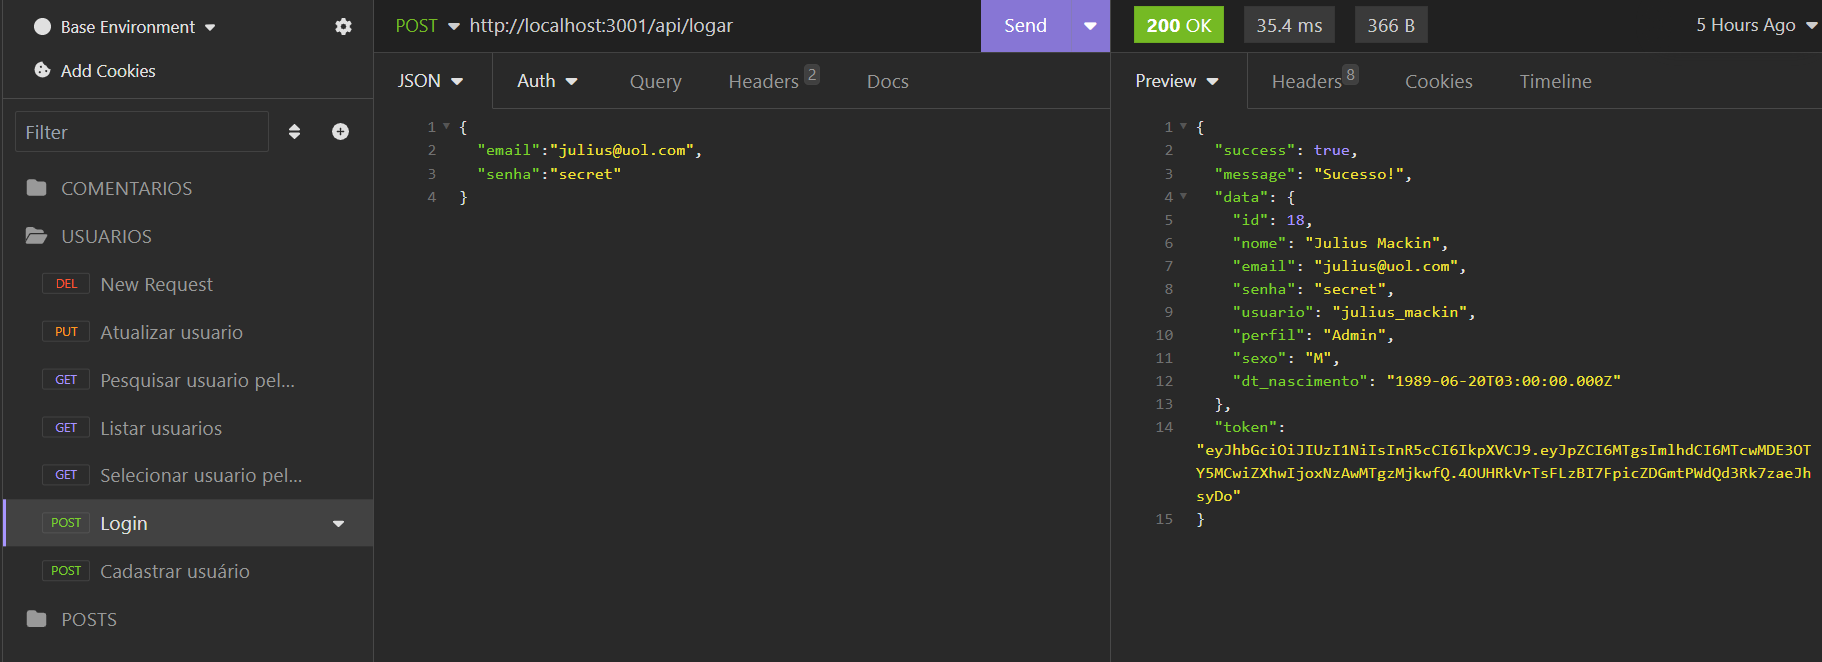 Base Environment
Add Cookies
Filter
COMENTARIOS
USUARIOS
DEL New Request
PUT Atualizar usuario
GET Pesquisar usuario pel...
GET Listar usuarios
GET Selecionar usuario pel...
POST Login
POST Cadastrar usuário
POSTS
POST http://localhost:3001/api/logar Send
JSON Auth Query Headers 2 Docs
1 {
2 "email":"julius@uol.com",
3 "senha":"secret"
4 }
200 OK 35.4 ms 366 B 5 Hours Ago
Preview Headers 8 Cookies Timeline
1 {
2 "success": true,
3 "message": "Sucesso!",
4 "data": {
5 "id": 18,
6 "nome": "Julius Mackin",
7 "email": "julius@uol.com",
8 "senha": "secret",
9 "usuario": "julius_mackin",
10 "perfil": "Admin",
11 "sexo": "M",
12 "dt_nascimento": "1989-06-20T03:00:00.000Z"
13 },
14 "token":
"eyJhbGciOiJIUzI1NiIsInR5cCI6IkpXVCJ9.eyJpZCI6MTgsImlhdCI6MTcwMDE3OT
Y5MCwiZXhwIjoxNzAwMTgzMjkwfQ.4OUHRkVrTsFLzBI7FpicZDGmtPWdQd3Rk7zaeJh
syDo"
15 }